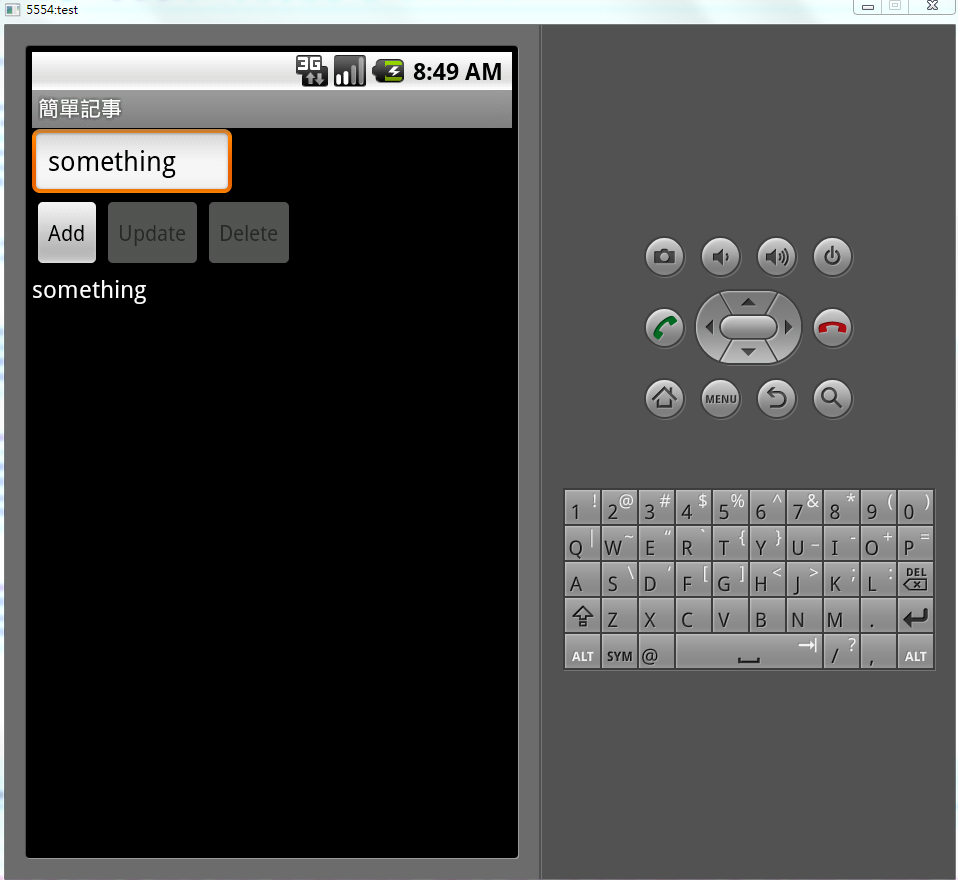 5554:test
3G 8:49 AM
簡單記事
something
Add Update Delete
something
MENU
1 ! 2 @ 3 # 4 $ 5 % 6 ^ 7 & 8 * 9 ( 0 )
Q | W ~ E “ R ` T { Y } U _ I - O + P =
A S \ D ‘ F [ G ] H < J > K ; L : DEL
Z X C V B N M .
ALT SYM @ / ? , ALT